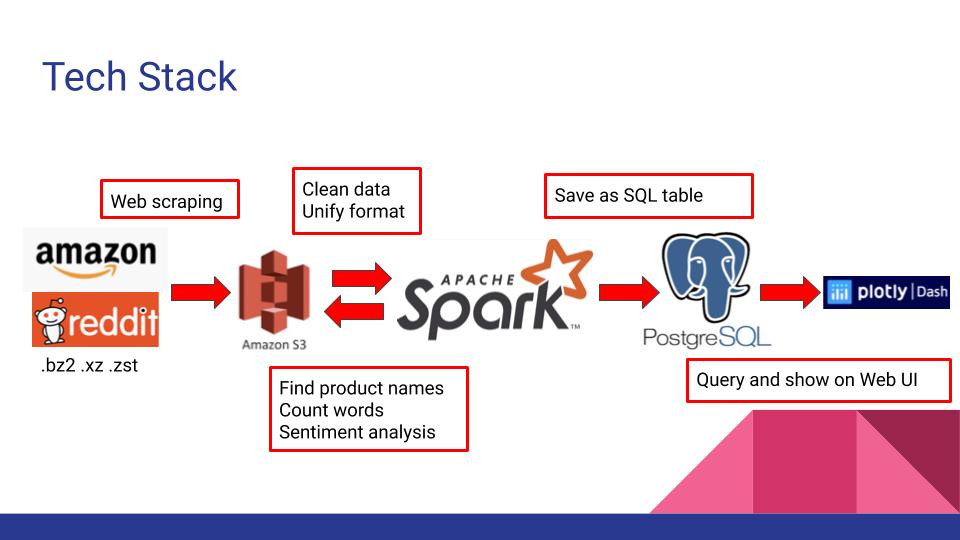 Tech Stack
Web scraping
Clean data
Unify format
Save as SQL table
amazon
reddit
.bz2 .xz .zst
Amazon S3
APACHE
Spark™
PostgreSQL
plotly | Dash
Find product names
Count words
Sentiment analysis
Query and show on Web UI